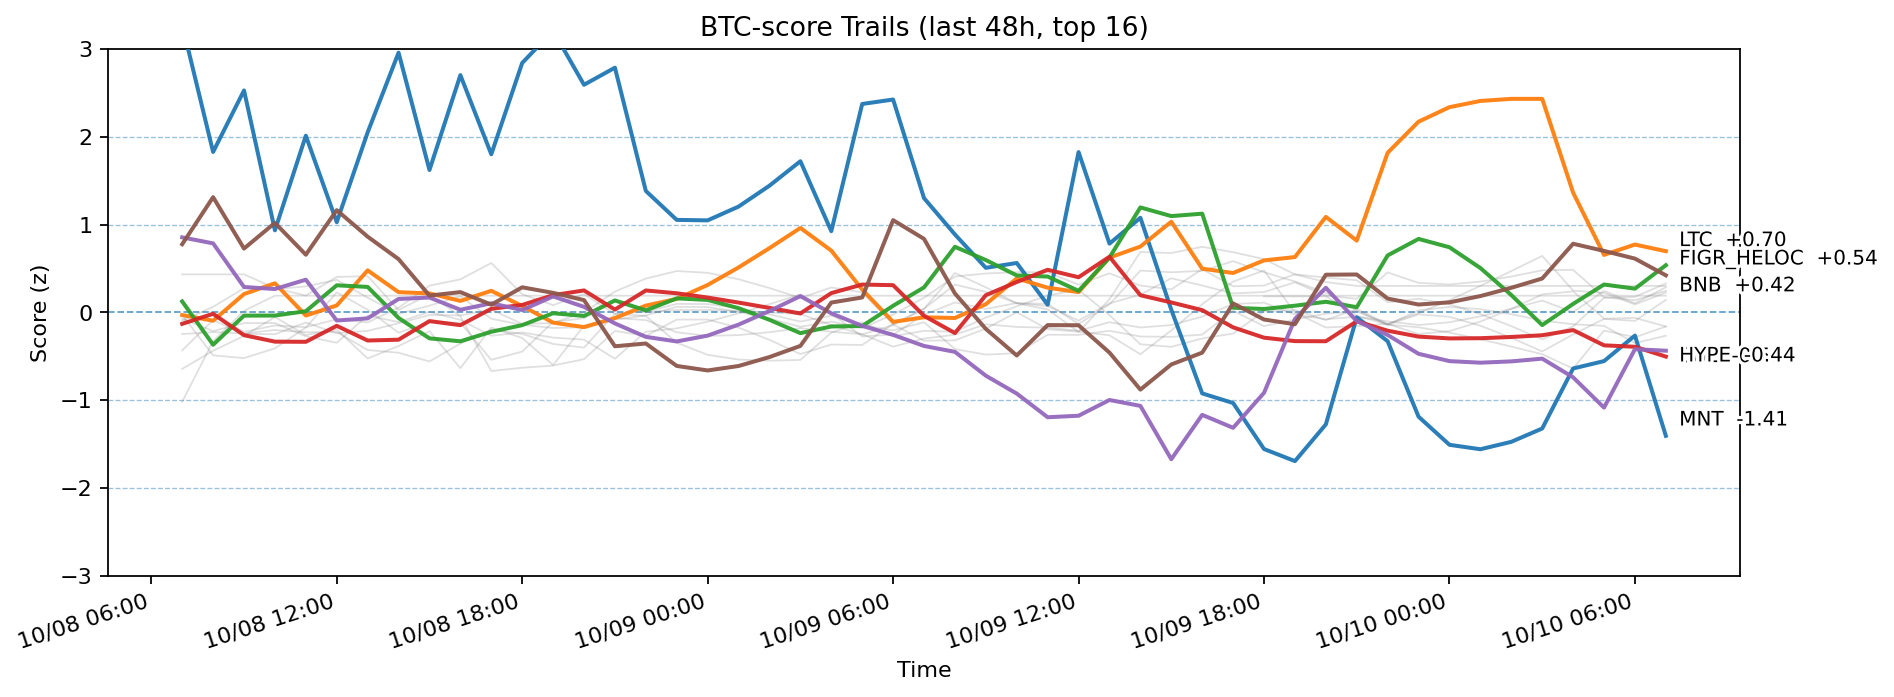 BTC-score Trails (last 48h, top 16)
3
2
1
0
−1
−2
−3
Score (z)
LTC  +0.70
FIGR_HELOC  +0.54
BNB  +0.42
HYPE
0.44
MNT  -1.41
10/08 06:00
10/08 12:00
10/08 18:00
10/09 00:00
10/09 06:00
10/09 12:00
10/09 18:00
10/10 00:00
10/10 06:00
Time